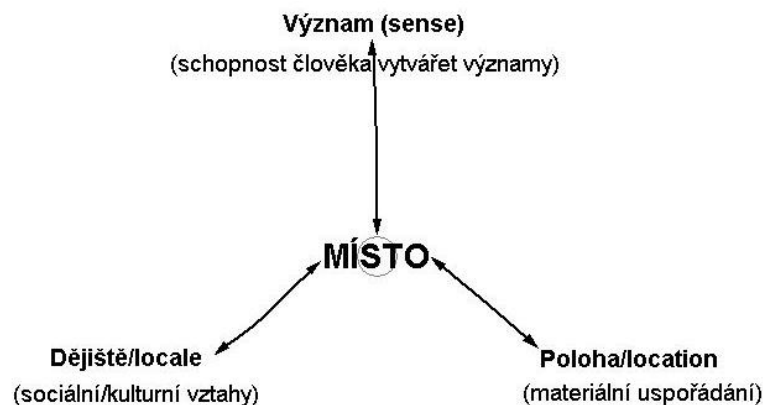 Význam (sense)
(schopnost člověka vytvářet významy)
MÍSTO
Dějiště/locale
(sociální/kulturní vztahy)
Poloha/location
(materiální uspořádání)